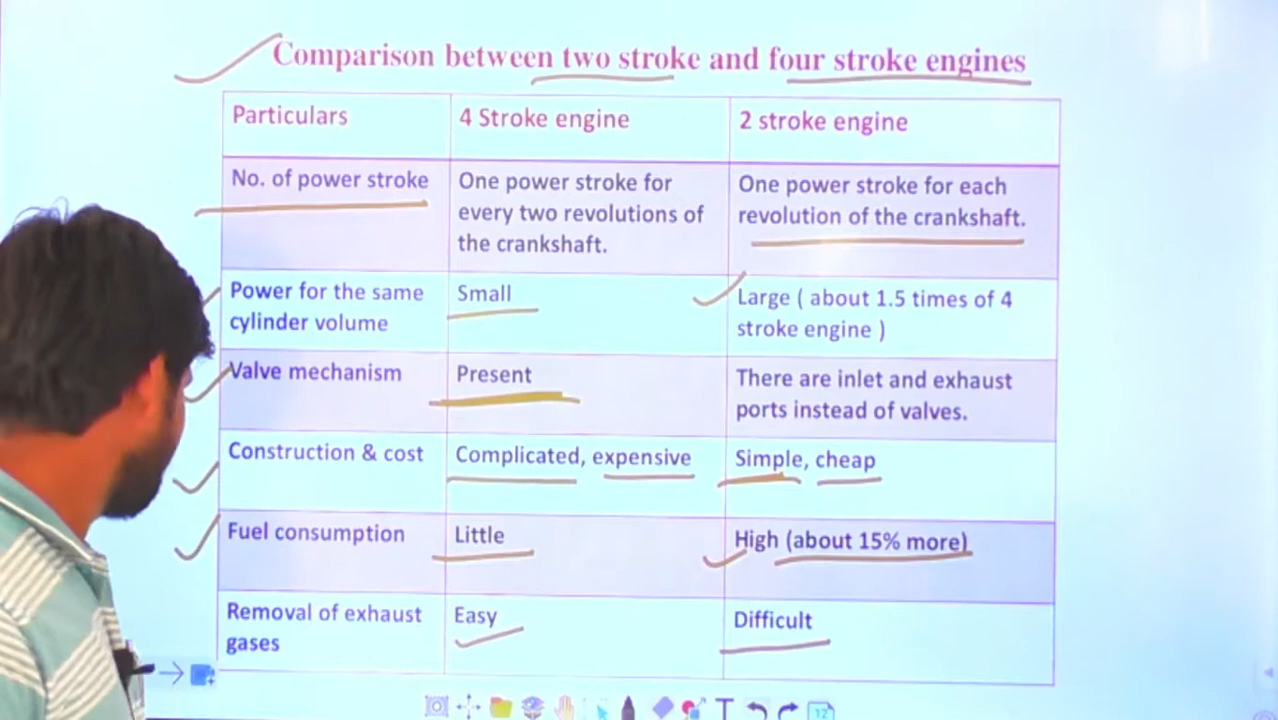 Comparison between two stroke and four stroke engines
Particulars
4 Stroke engine
2 stroke engine
No. of power stroke
One power stroke for
every two revolutions of
the crankshaft.
One power stroke for each
revolution of the crankshaft.
Power for the same
cylinder volume
Small
Large ( about 1.5 times of 4
stroke engine )
Valve mechanism
Present
There are inlet and exhaust
ports instead of valves.
Construction & cost
Complicated, expensive
Simple, cheap
Fuel consumption
Little
High (about 15% more)
Removal of exhaust
gases
Easy
Difficult
T
12